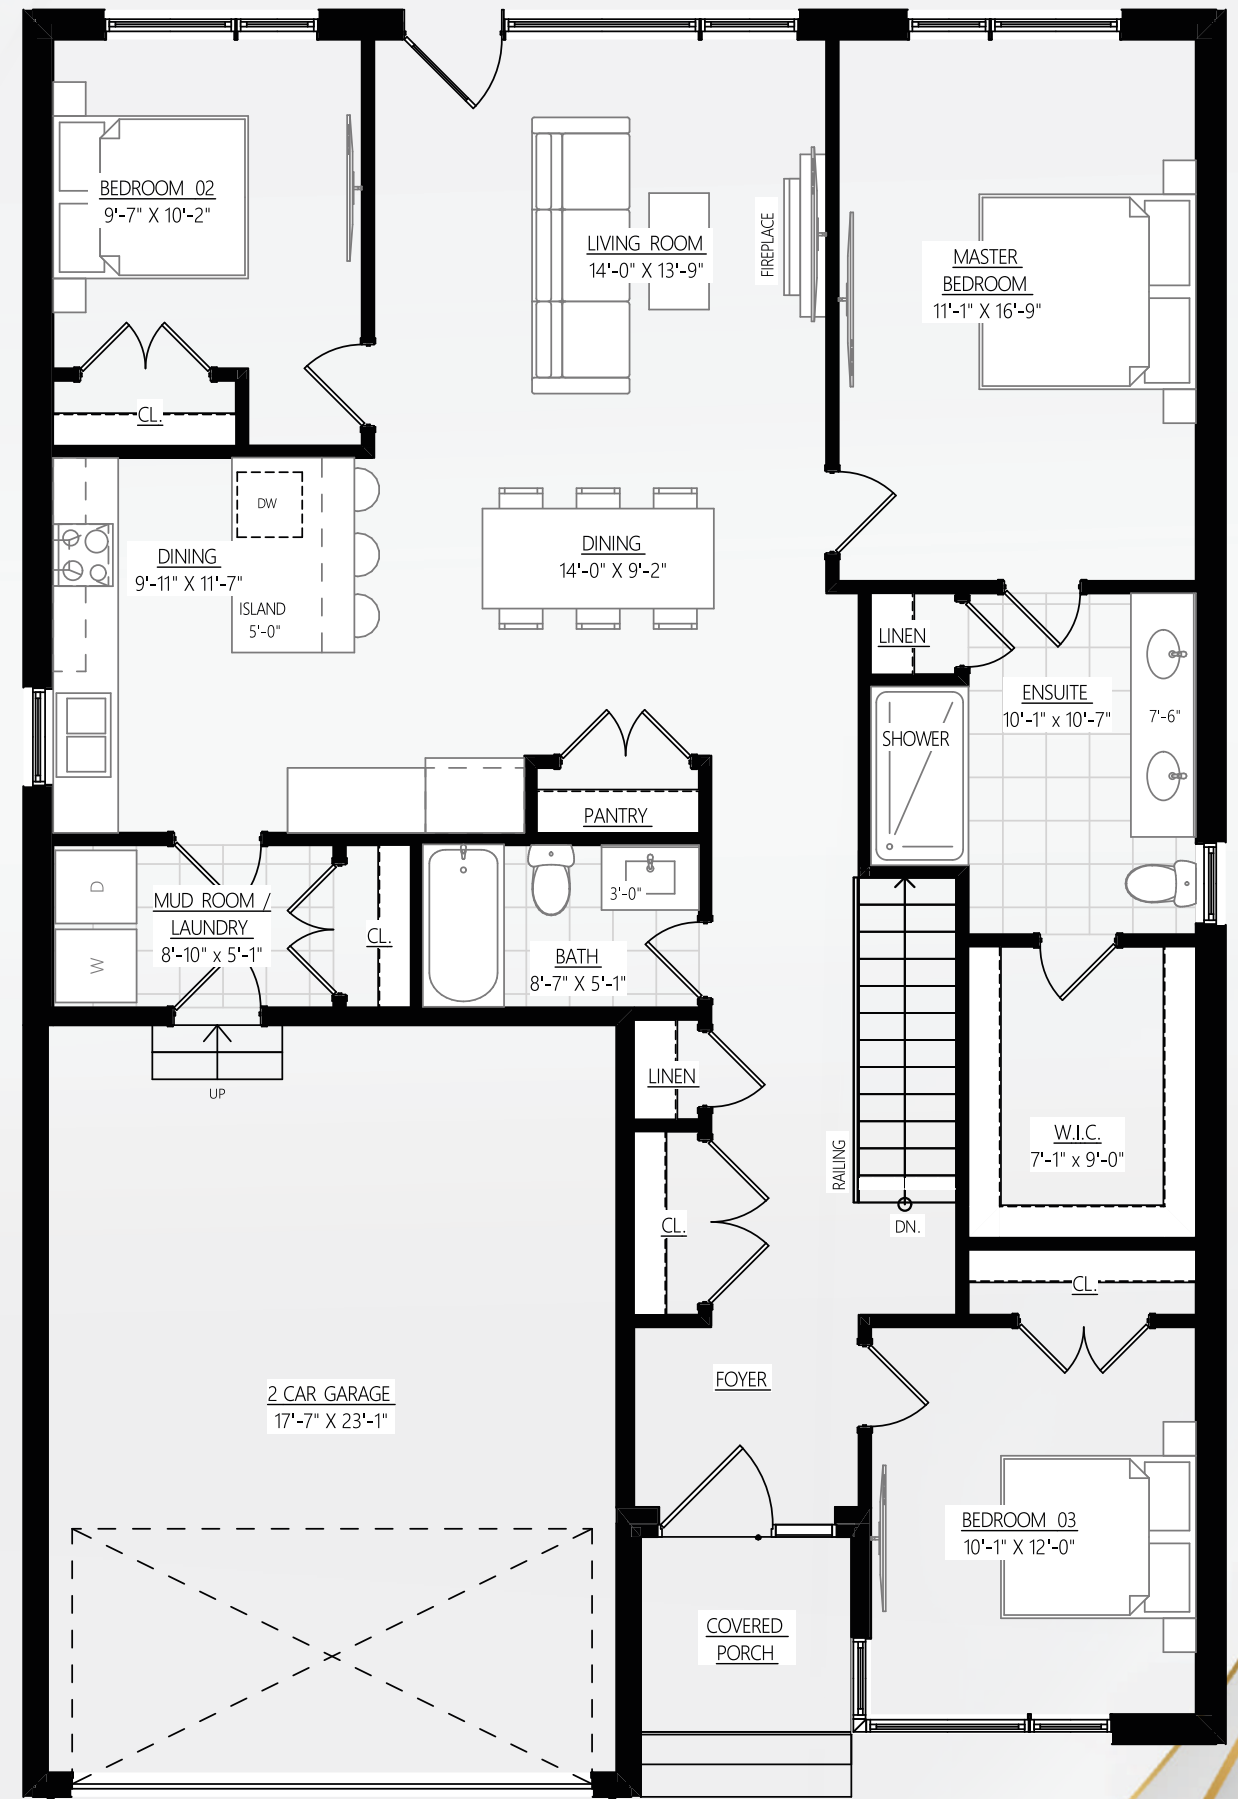 BEDROOM 02
9'-7" X 10'-2"
LIVING ROOM
14'-0" X 13'-9"
FIREPLACE
MASTER
BEDROOM
11'-1" X 16'-9"
CL.
DW
DINING
9'-11" X 11'-7"
ISLAND
5'-0"
DINING
14'-0" X 9'-2"
LINEN
ENSUITE
10'-1" x 10'-7"
7'-6"
SHOWER
PANTRY
D
W
MUD ROOM /
LAUNDRY
8'-10" x 5'-1"
CL.
3'-0"
BATH
8'-7" X 5'-1"
UP
LINEN
RAILING
W.I.C.
7'-1" x 9'-0"
CL.
DN.
CL.
2 CAR GARAGE
17'-7" X 23'-1"
FOYER
BEDROOM 03
10'-1" X 12'-0"
COVERED
PORCH